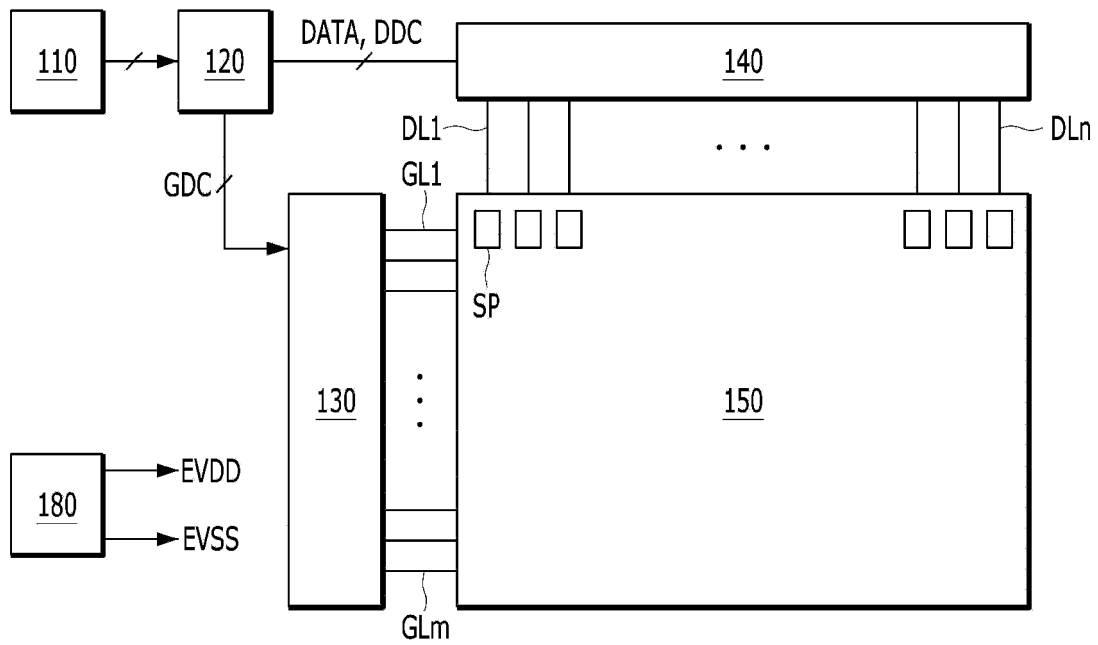 110
120
DATA, DDC
140
DL1
. . .
DLn
GDC
GL1
SP
130
150
180
EVDD
EVSS
GLm